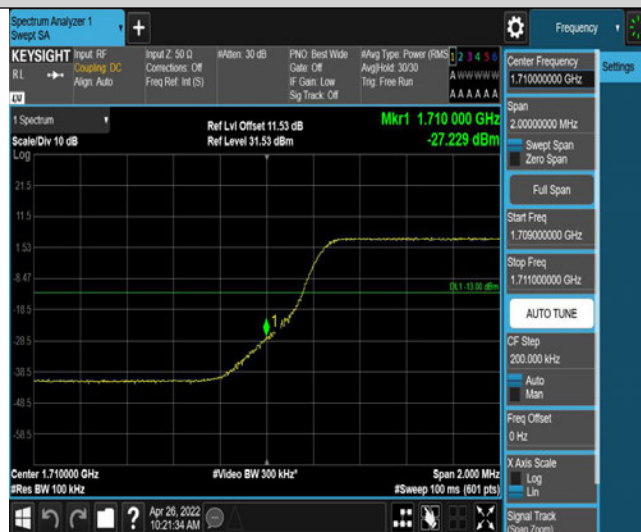 Spectrum Analyzer 1
Swept SA
+
Frequency
KEYSIGHT
RL
Input: RF
Coupling: DC
Align: Auto
Input Z: 50 Ω
Corrections: Off
Freq Ref: Int (S)
#Atten: 30 dB
PNO: Best Wide
Gate: Off
IF Gain: Low
Sig Track: Off
#Avg Type: Power (RMS
Avg|Hold: 30/30
Trig: Free Run
1 2 3 4 5 6
A W W W W W
A A A A A A
1 Spectrum
Scale/Div 10 dB
Ref Lvl Offset 11.53 dB
Ref Level 31.53 dBm
Mkr1 1.710 000 GHz
-27.229 dBm
Log
21.5
11.5
1.53
-8.47
-18.5
-28.5
-38.5
-48.5
-58.5
DL1 -13.00 dBm
1
Center 1.710000 GHz
#Res BW 100 kHz
#Video BW 300 kHz*
Span 2.000 MHz
#Sweep 100 ms (601 pts)
Apr 26, 2022
10:21:34 AM
Settings
Center Frequency
1.710000000 GHz
Span
2.00000000 MHz
Swept Span
Zero Span
Full Span
Start Freq
1.709000000 GHz
Stop Freq
1.711000000 GHz
AUTO TUNE
CF Step
200.000 kHz
Auto
Man
Freq Offset
0 Hz
X Axis Scale
Log
Lin
Signal Track
(Span Zoom)